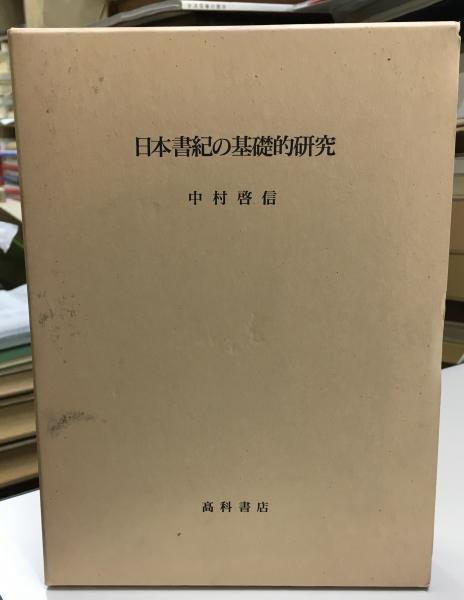 日本書紀の基礎的研究
中村啓信
高科書店